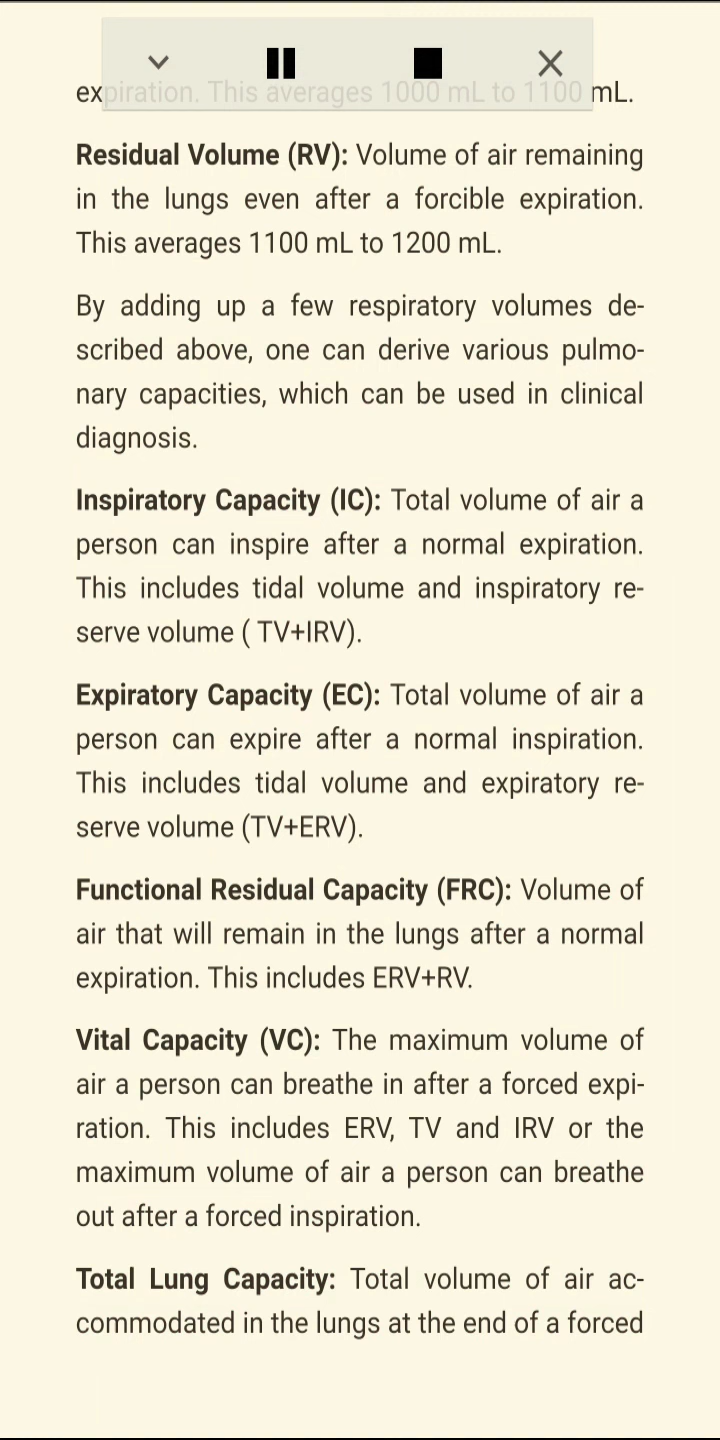 expiration. This averages 1000 mL to 1100 mL.
Residual Volume (RV): Volume of air remaining
in the lungs even after a forcible expiration.
This averages 1100 mL to 1200 mL.
By adding up a few respiratory volumes de-
scribed above, one can derive various pulmo-
nary capacities, which can be used in clinical
diagnosis.
Inspiratory Capacity (IC): Total volume of air a
person can inspire after a normal expiration.
This includes tidal volume and inspiratory re-
serve volume ( TV+IRV).
Expiratory Capacity (EC): Total volume of air a
person can expire after a normal inspiration.
This includes tidal volume and expiratory re-
serve volume (TV+ERV).
Functional Residual Capacity (FRC): Volume of
air that will remain in the lungs after a normal
expiration. This includes ERV+RV.
Vital Capacity (VC): The maximum volume of
air a person can breathe in after a forced expi-
ration. This includes ERV, TV and IRV or the
maximum volume of air a person can breathe
out after a forced inspiration.
Total Lung Capacity: Total volume of air ac-
commodated in the lungs at the end of a forced